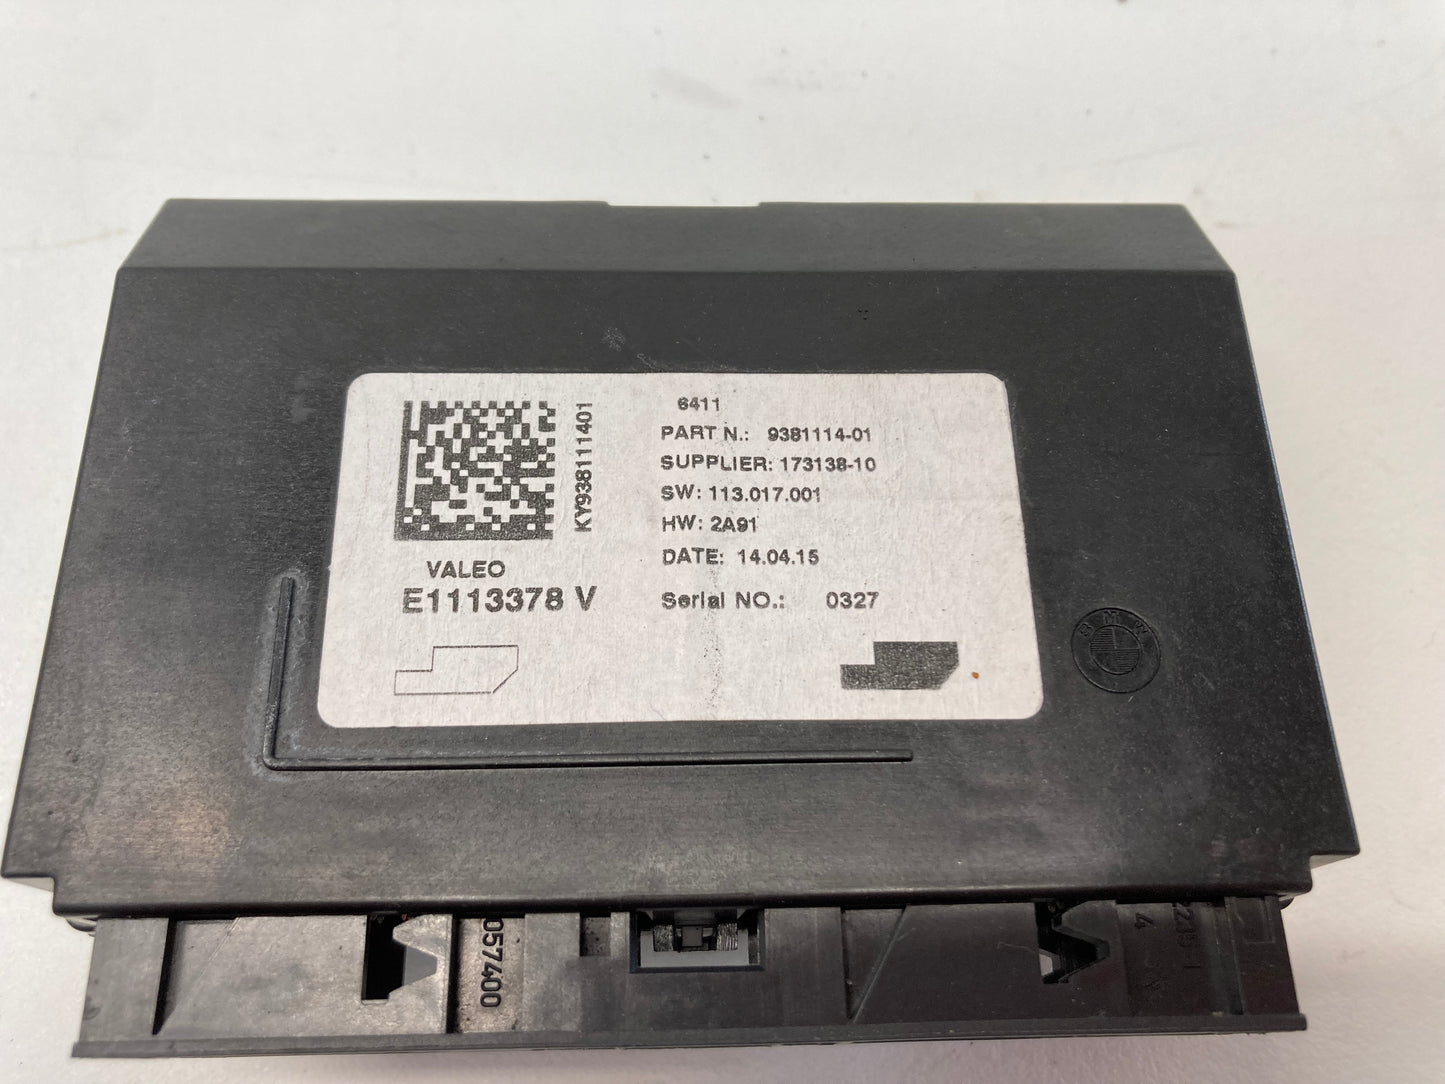 6411
PART N.: 9381114-01
SUPPLIER: 173138-10
SW: 113.017.001
HW: 2A91
DATE: 14.04.15
Serial NO.: 0327
KY938111401
VALEO
E1113378 V
BMW
0057400